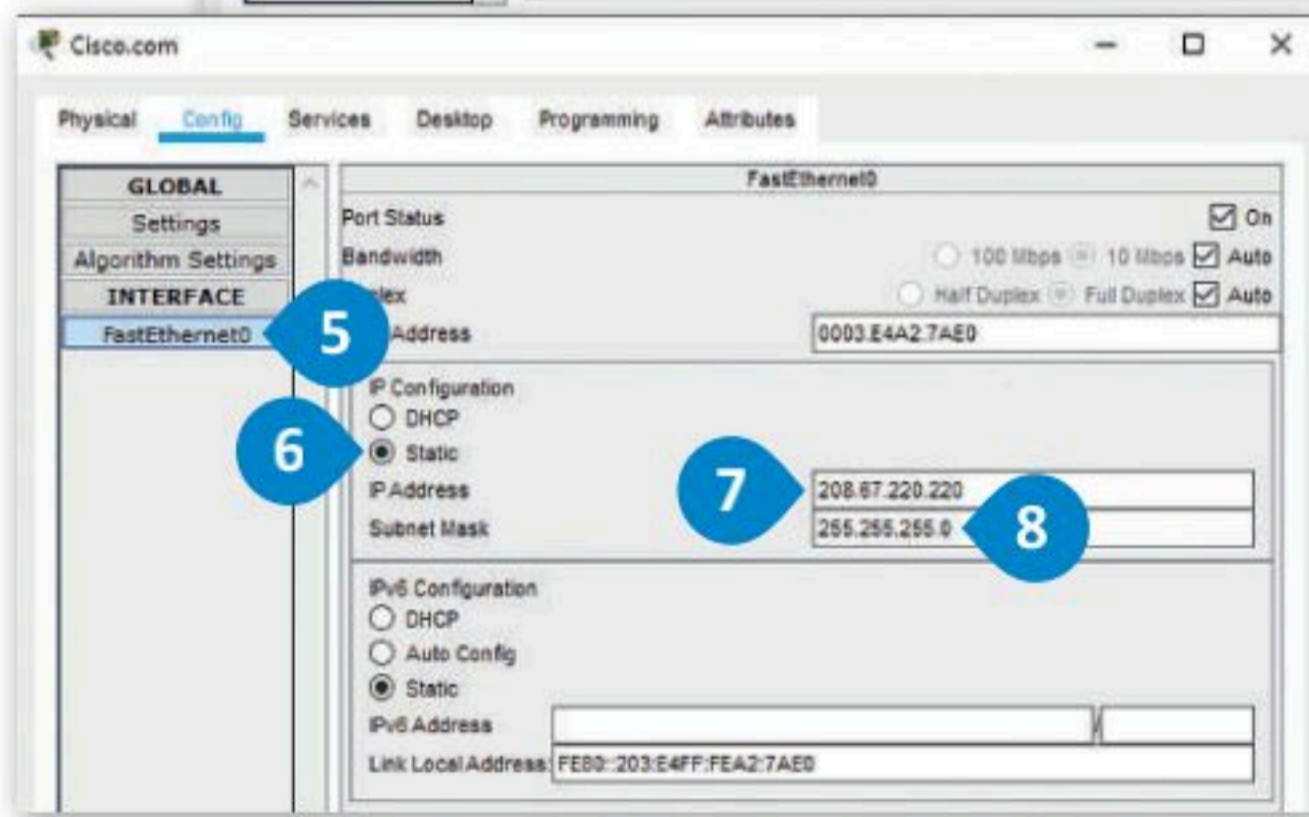 Cisco.com
Physical Config Services Desktop Programming Attributes
GLOBAL
Settings
Algorithm Settings
INTERFACE
FastEthernet0
FastEthernet0
Port Status
On
Bandwidth
100 Mbps 10 Mbps Auto
plex
Half Duplex Full Duplex Auto
Address
0003.E4A2.7AE0
5
IP Configuration
DHCP
6
Static
IP Address
7
208.67.220.220
Subnet Mask
255.255.255.0
8
IPv6 Configuration
DHCP
Auto Config
Static
IPv6 Address
/
Link Local Address: FE80::203:E4FF:FEA2:7AE0